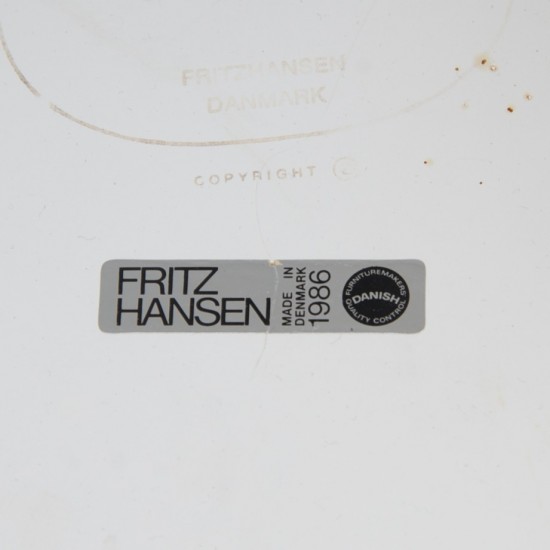 FRITZ HANSEN
DANMARK
COPYRIGHT ©
FRITZ
HANSEN
MADE IN
DENMARK
1986
FURNITUREMAKERS
DANISH
QUALITY CONTROL